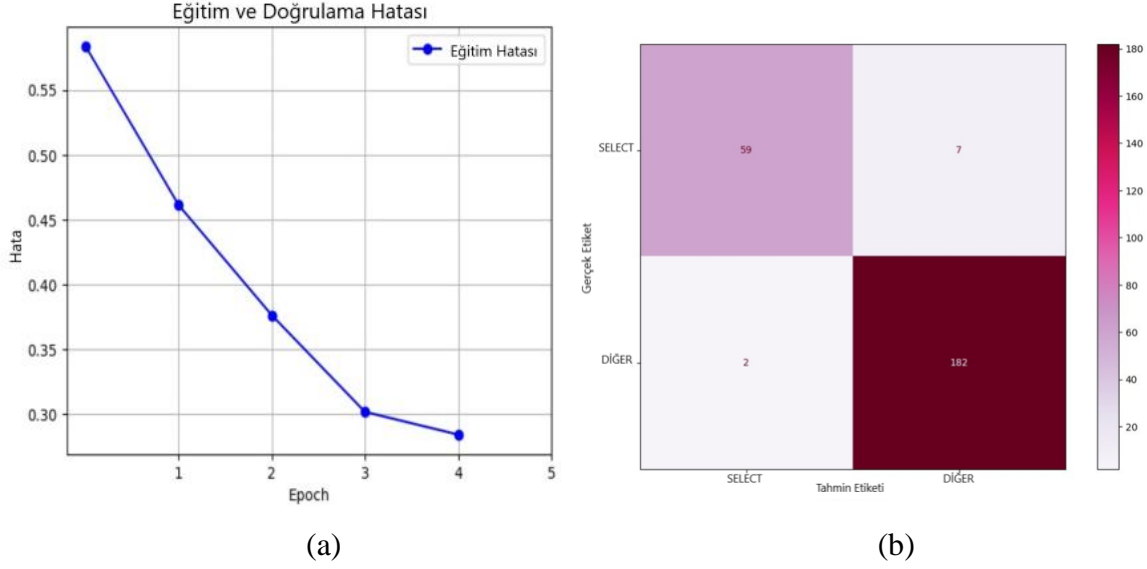 Eğitim ve Doğrulama Hatası
Eğitim Hatası
0.55
0.50
0.45
0.40
0.35
0.30
Hata
1 2 3 4 5
Epoch
(a)
SELECT
DİĞER
Gerçek Etiket
59 7
2 182
SELECT DİĞER
Tahmin Etiketi
180
160
140
120
100
80
60
40
20
(b)